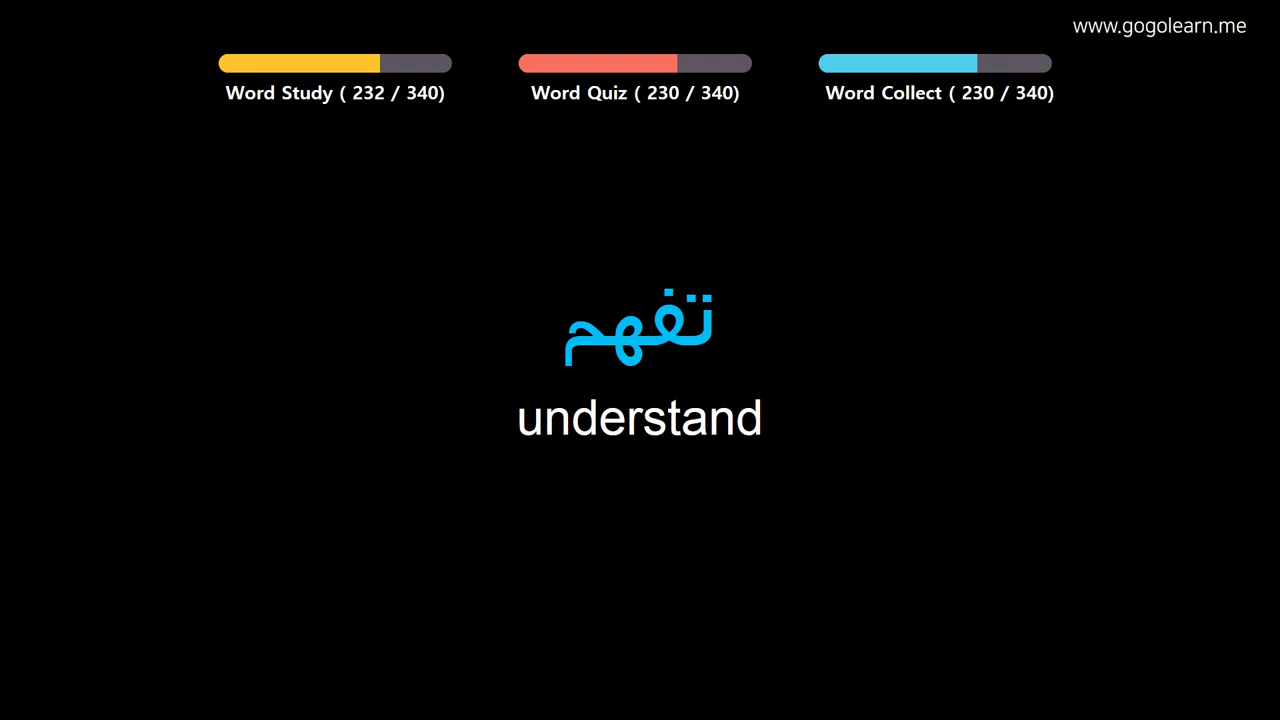 www.gogolearn.me
Word Study ( 232 / 340)
Word Quiz ( 230 / 340)
Word Collect ( 230 / 340)
تفهم
understand